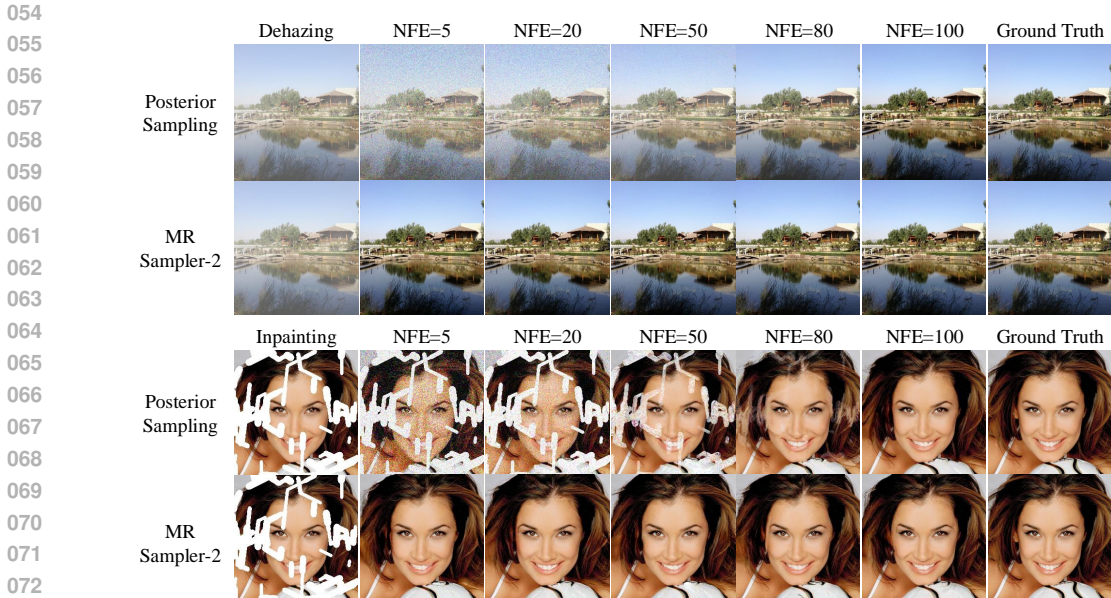 054
055
056
057
058
059
060
061
062
063
064
065
066
067
068
069
070
071
072
Dehazing NFE=5 NFE=20 NFE=50 NFE=80 NFE=100 Ground Truth
Posterior
Sampling
MR
Sampler-2
Inpainting NFE=5 NFE=20 NFE=50 NFE=80 NFE=100 Ground Truth
Posterior
Sampling
MR
Sampler-2